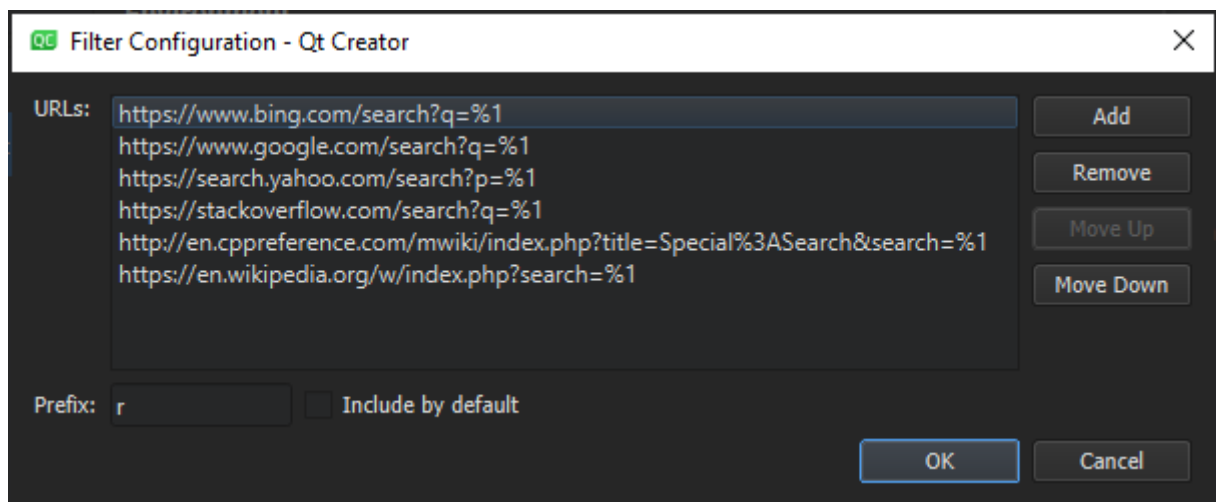 QC Filter Configuration - Qt Creator
URLs:
https://www.bing.com/search?q=%1
https://www.google.com/search?q=%1
https://search.yahoo.com/search?p=%1
https://stackoverflow.com/search?q=%1
http://en.cppreference.com/mwiki/index.php?title=Special%3ASearch&search=%1
https://en.wikipedia.org/w/index.php?search=%1
Add
Remove
Move Up
Move Down
Prefix: r Include by default
OK Cancel